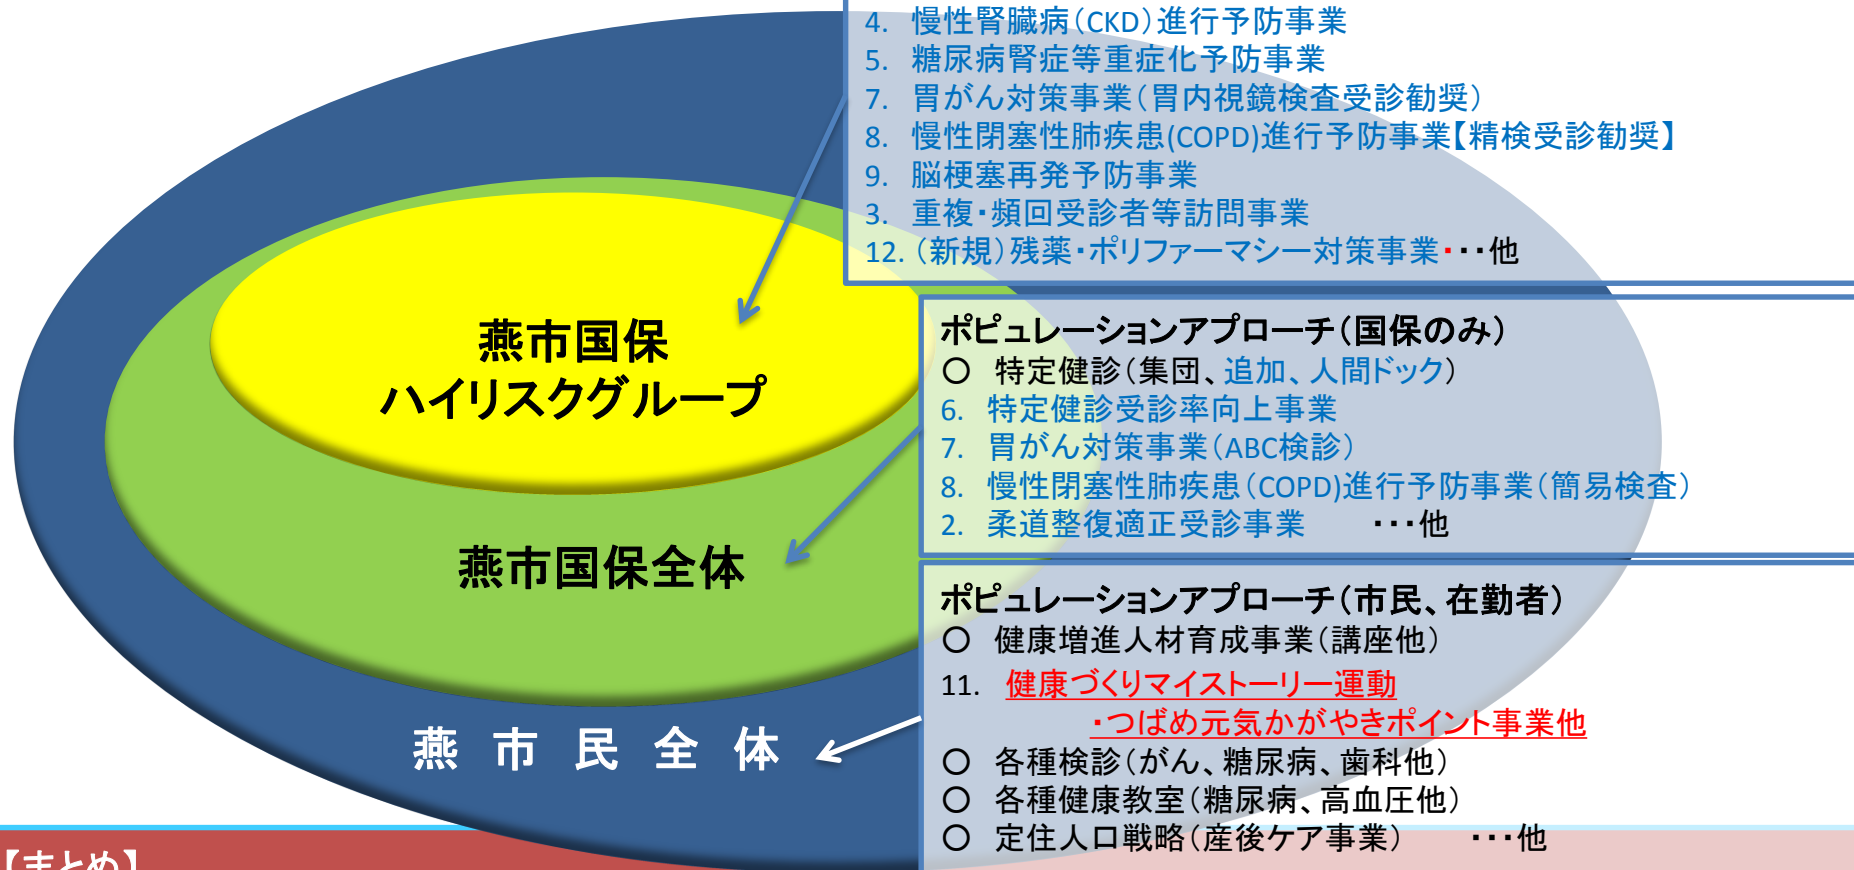 4. 慢性腎臓病（CKD）進行予防事業
5. 糖尿病腎症等重症化予防事業
7. 胃がん対策事業（胃内視鏡検査受診勧奨）
8. 慢性閉塞性肺疾患(COPD)進行予防事業【精検受診勧奨】
9. 脳梗塞再発予防事業
3. 重複・頻回受診者等訪問事業
12.（新規）残薬・ポリファーマシー対策事業・・・他
燕市国保
ハイリスクグループ
ポピュレーションアプローチ（国保のみ）
○ 特定健診（集団、追加、人間ドック）
6. 特定健診受診率向上事業
7. 胃がん対策事業（ABC検診）
8. 慢性閉塞性肺疾患（COPD)進行予防事業（簡易検査）
2. 柔道整復適正受診事業 ・・・他
燕市国保全体
ポピュレーションアプローチ（市民、在勤者）
○ 健康増進人材育成事業（講座他）
11. 健康づくりマイストーリー運動
・つばめ元気かがやきポイント事業他
○ 各種検診（がん、糖尿病、歯科他）
○ 各種健康教室（糖尿病、高血圧他）
○ 定住人口戦略（産後ケア事業） ・・・他
燕 市 民 全 体
【まとめ】